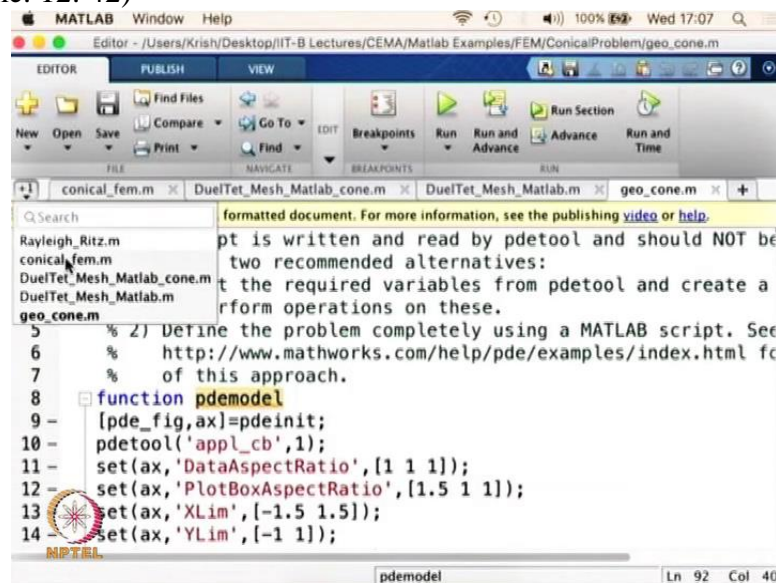 ic. 12. 42)
MATLAB Window Help 100% Wed 17:07
Editor - /Users/Krish/Desktop/IIT-B Lectures/CEMA/Matlab Examples/FEM/ConicalProblem/geo_cone.m
EDITOR PUBLISH VIEW
New Open Save Find Files Compare Print Go To Find EDIT Breakpoints Run Run and Advance Run Section Advance Run and Time
FILE NAVIGATE BREAKPOINTS RUN
conical_fem.m DuelTet_Mesh_Matlab_cone.m DuelTet_Mesh_Matlab.m geo_cone.m
Search
formatted document. For more information, see the publishing video or help.
Rayleigh_Ritz.m
conical_fem.m
DuelTet_Mesh_Matlab_cone.m
DuelTet_Mesh_Matlab.m
geo_cone.m
pt is written and read by pdetool and should NOT be
two recommended alternatives:
t the required variables from pdetool and create a
rform operations on these.
5 % 2) Define the problem completely using a MATLAB script. See
6 % http://www.mathworks.com/help/pde/examples/index.html fo
7 % of this approach.
8 function pdemodel
9 - [pde_fig,ax]=pdeinit;
10 - pdetool('appl_cb',1);
11 - set(ax,'DataAspectRatio',[1 1 1]);
12 - set(ax,'PlotBoxAspectRatio',[1.5 1 1]);
13 set(ax,'XLim',[-1.5 1.5]);
14 - set(ax,'YLim',[-1 1]);
NPTEL
pdemodel Ln 92 Col 40